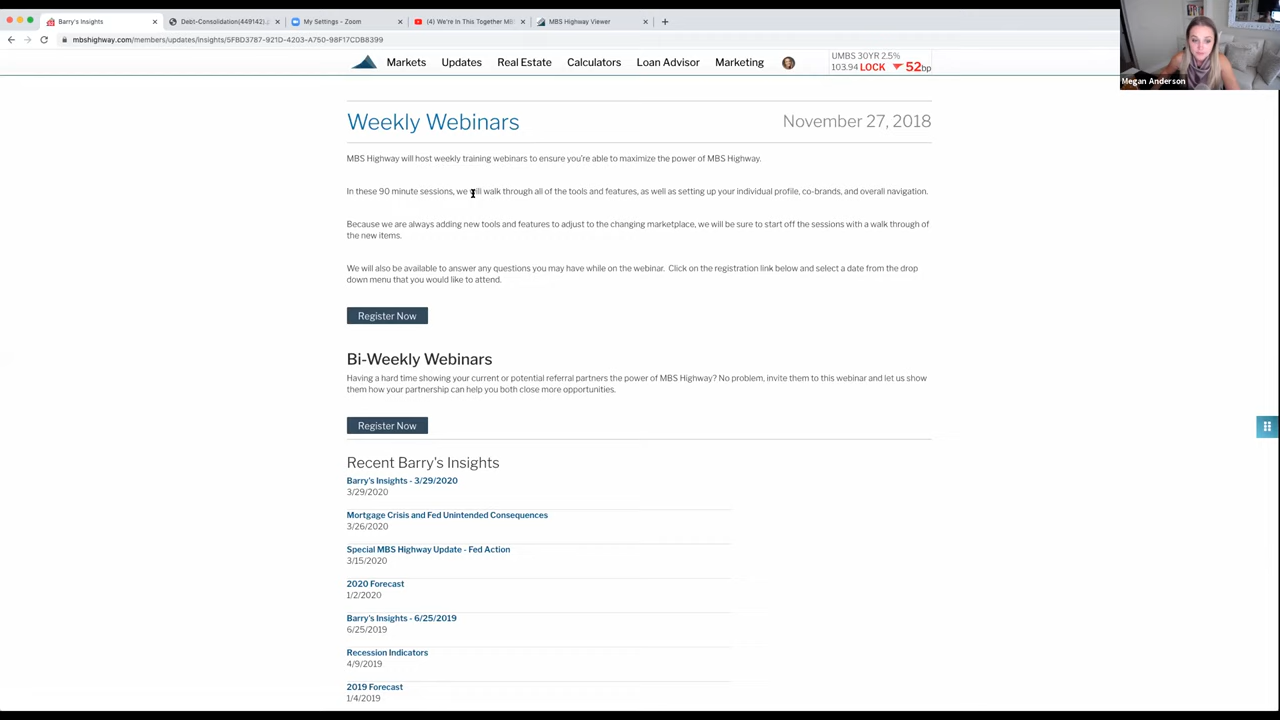 Barry's Insights
Debt-Consolidation(449142).p
My Settings - Zoom
(4) We're In This Together MB
MBS Highway Viewer
mbshighway.com/members/updates/insights/5FBD3787-921D-4203-A750-98F17CDB8399
Markets
Updates
Real Estate
Calculators
Loan Advisor
Marketing
UMBS 30YR 2.5%
103.94 LOCK 52bp
Megan Anderson
Weekly Webinars
November 27, 2018
MBS Highway will host weekly training webinars to ensure you're able to maximize the power of MBS Highway.
In these 90 minute sessions, we will walk through all of the tools and features, as well as setting up your individual profile, co-brands, and overall navigation.
Because we are always adding new tools and features to adjust to the changing marketplace, we will be sure to start off the sessions with a walk through of
the new items.
We will also be available to answer any questions you may have while on the webinar. Click on the registration link below and select a date from the drop
down menu that you would like to attend.
Register Now
Bi-Weekly Webinars
Having a hard time showing your current or potential referral partners the power of MBS Highway? No problem, invite them to this webinar and let us show
them how your partnership can help you both close more opportunities.
Register Now
Recent Barry's Insights
Barry's Insights - 3/29/2020
3/29/2020
Mortgage Crisis and Fed Unintended Consequences
3/26/2020
Special MBS Highway Update - Fed Action
3/15/2020
2020 Forecast
1/2/2020
Barry's Insights - 6/25/2019
6/25/2019
Recession Indicators
4/9/2019
2019 Forecast
1/4/2019